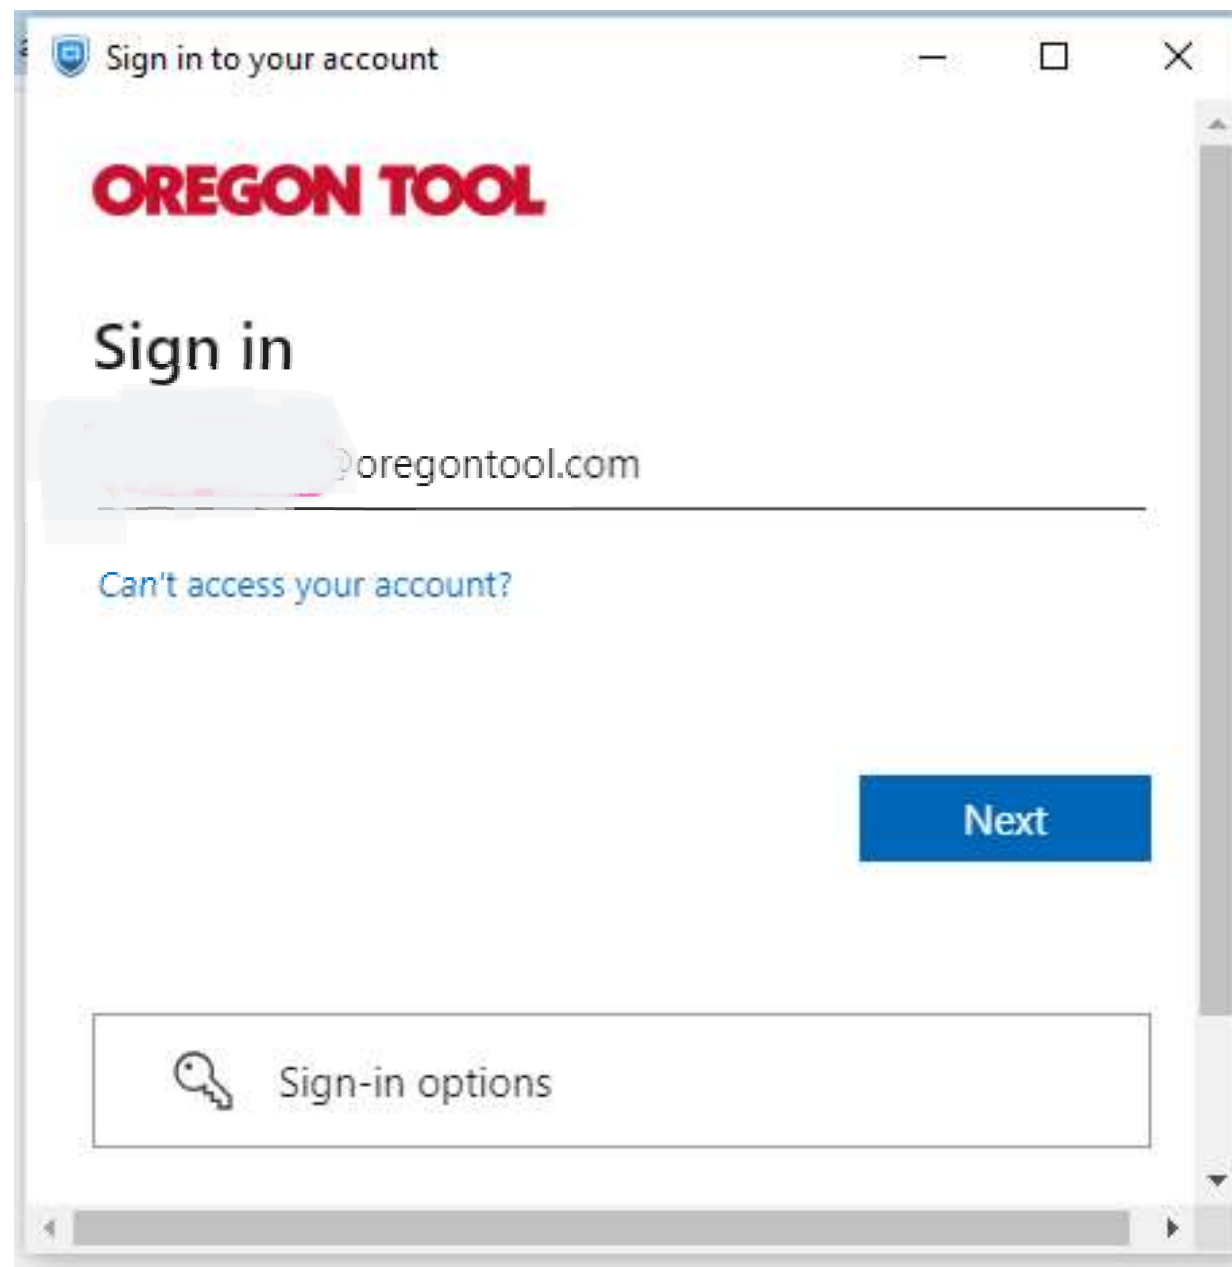 Sign in to your account
OREGON TOOL
Sign in
@oregontool.com
Can't access your account?
Next
Sign-in options